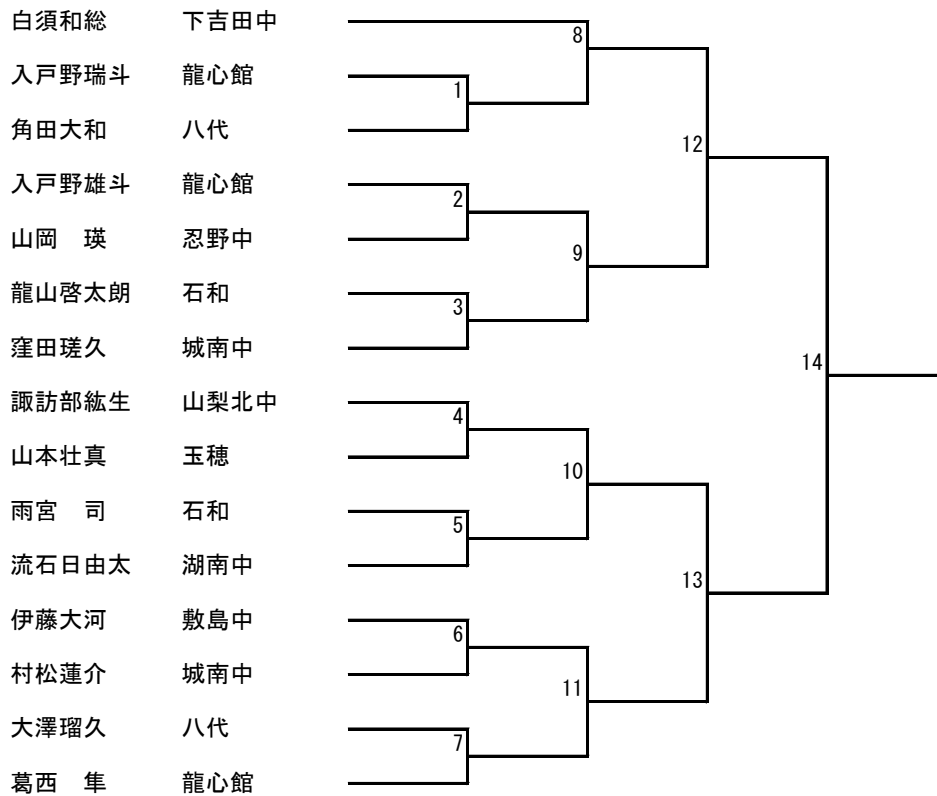 白須和総　下吉田中
8
入戸野瑞斗　龍心館
1
角田大和　八代
12
入戸野雄斗　龍心館
2
山岡　瑛　忍野中
9
龍山啓太朗　石和
3
窪田瑳久　城南中
14
諏訪部紘生　山梨北中
4
山本壮真　玉穂
10
雨宮　司　石和
5
流石日由太　湖南中
13
伊藤大河　敷島中
6
村松蓮介　城南中
11
大澤瑠久　八代
7
葛西　隼　龍心館